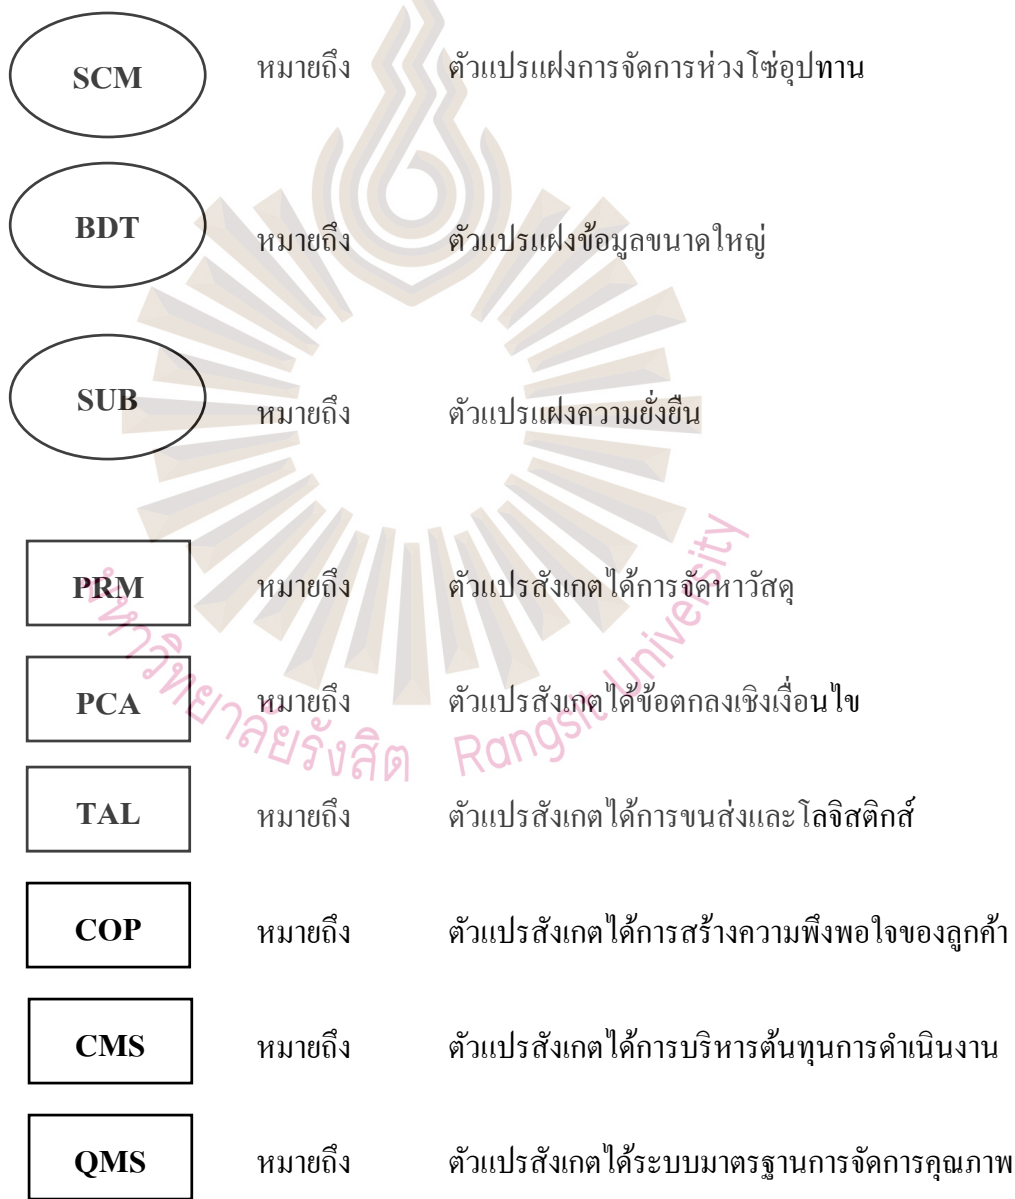 SCM หมายถึง ตัวแปรแฝงการจัดการห่วงโซ่อุปทาน
BDT หมายถึง ตัวแปรแฝงข้อมูลขนาดใหญ่
SUB หมายถึง ตัวแปรแฝงความยั่งยืน
PRM หมายถึง ตัวแปรสังเกตได้การจัดหาวัสดุ
PCA หมายถึง ตัวแปรสังเกตได้ข้อตกลงเชิงเงื่อนไข
TAL หมายถึง ตัวแปรสังเกตได้การขนส่งและโลจิสติกส์
COP หมายถึง ตัวแปรสังเกตได้การสร้างความพึงพอใจของลูกค้า
CMS หมายถึง ตัวแปรสังเกตได้การบริหารต้นทุนการดำเนินงาน
QMS หมายถึง ตัวแปรสังเกตได้ระบบมาตรฐานการจัดการคุณภาพ
มหาวิทยาลัยรังสิต Rangsit University